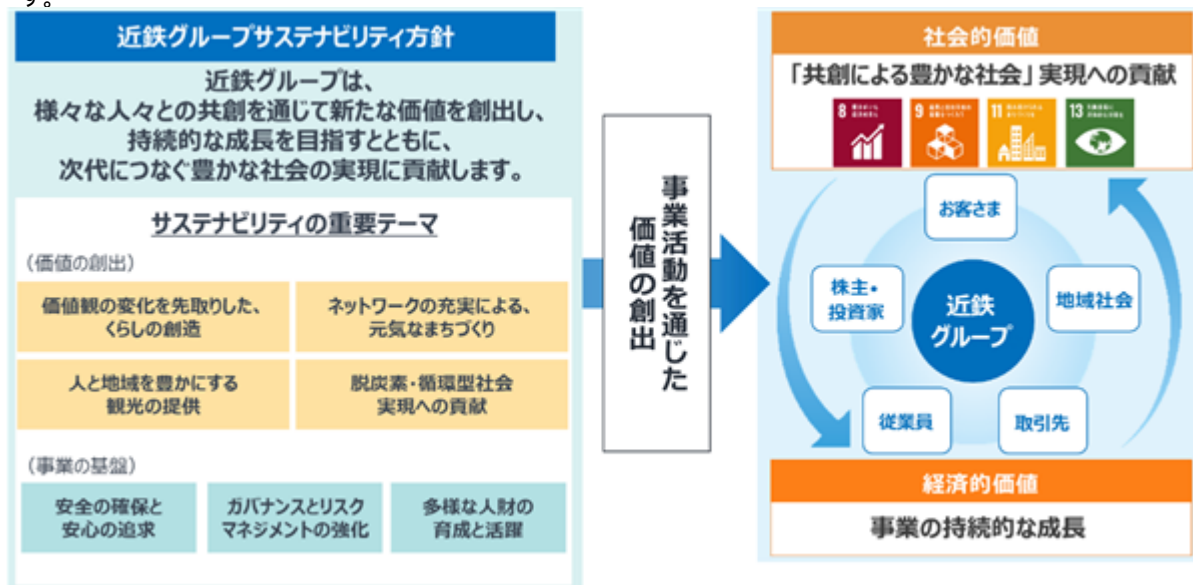 す。
近鉄グループサステナビリティ方針
近鉄グループは、
様々な人々との共創を通じて新たな価値を創出し、
持続的な成長を目指すとともに、
次代につなぐ豊かな社会の実現に貢献します。
サステナビリティの重要テーマ
（価値の創出）
価値観の変化を先取りした、
くらしの創造
ネットワークの充実による、
元気なまちづくり
人と地域を豊かにする
観光の提供
脱炭素・循環型社会
実現への貢献
（事業の基盤）
安全の確保と
安心の追求
ガバナンスとリスク
マネジメントの強化
多様な人財の
育成と活躍
事業活動を通じた
価値の創出
社会的価値
「共創による豊かな社会」実現への貢献
8
9
11
13
お客さま
株主・
投資家
近鉄
グループ
地域社会
従業員
取引先
経済的価値
事業の持続的な成長